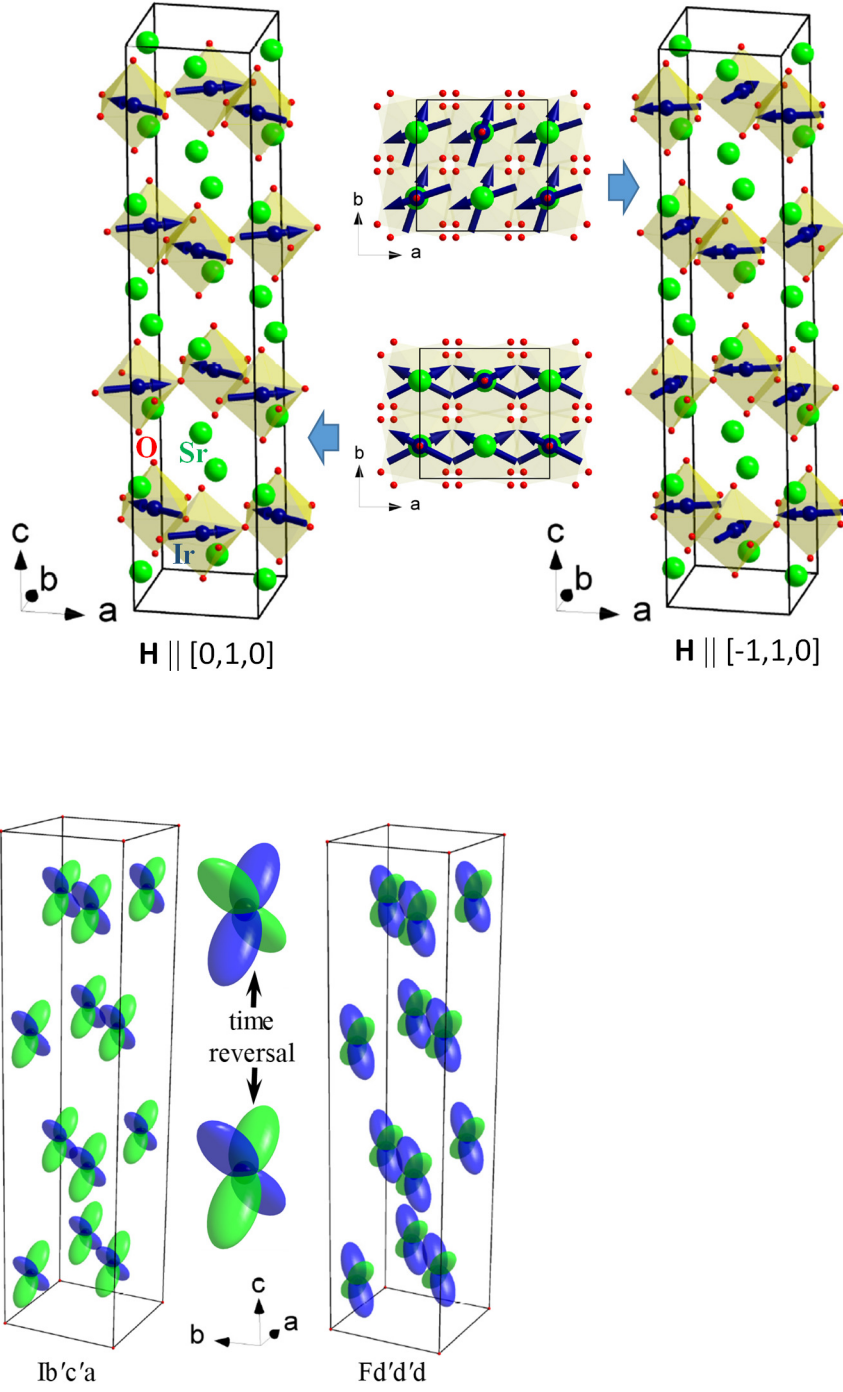 b
a
b
a
O
Sr
Ir
c
b
a
c
b
a
H || [0,1,0]
H || [-1,1,0]
time
reversal
c
b
a
Ib′c′a
Fd′d′d